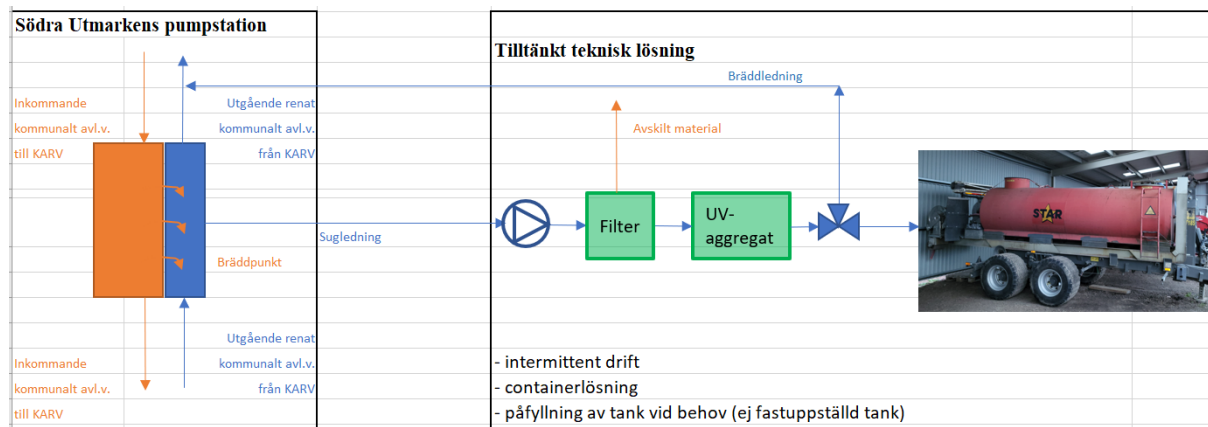 Södra Utmarkens pumpstation
Inkommande
kommunalt avl.v.
till KARV
Utgående renat
kommunalt avl.v.
från KARV
Bräddpunkt
Inkommande
kommunalt avl.v.
till KARV
Utgående renat
kommunalt avl.v.
från KARV
Sugledning
Tilltänkt teknisk lösning
Bräddledning
Avskilt material
Filter
UV-
aggregat
STAR
- intermittent drift
- containerlösning
- påfyllning av tank vid behov (ej fastuppställd tank)